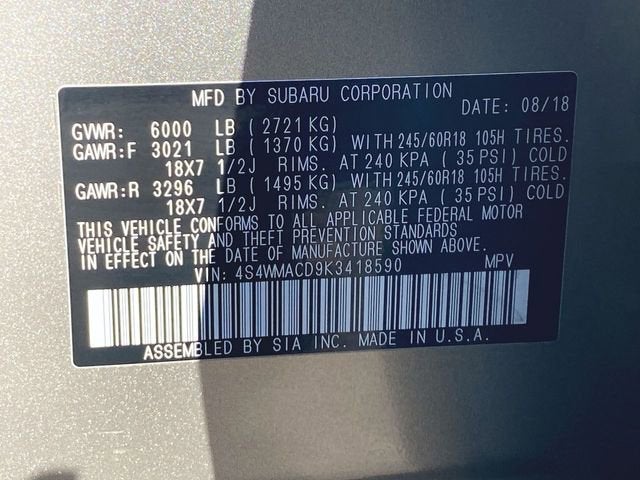 MFD BY SUBARU CORPORATION DATE: 08/18
GVWR: 6000 LB ( 2721 KG)
GAWR:F 3021 LB ( 1370 KG) WITH 245/60R18 105H TIRES.
18X7 1/2J RIMS. AT 240 KPA ( 35 PSI) COLD
GAWR:R 3296 LB ( 1495 KG) WITH 245/60R18 105H TIRES.
18X7 1/2J RIMS. AT 240 KPA ( 35 PSI) COLD
THIS VEHICLE CONFORMS TO ALL APPLICABLE FEDERAL MOTOR
VEHICLE SAFETY AND THEFT PREVENTION STANDARDS
IN EFFECT ON THE DATE OF MANUFACTURE SHOWN ABOVE.
VIN: 4S4WMACD9K3418590 MPV
ASSEMBLED BY SIA INC. MADE IN U.S.A.